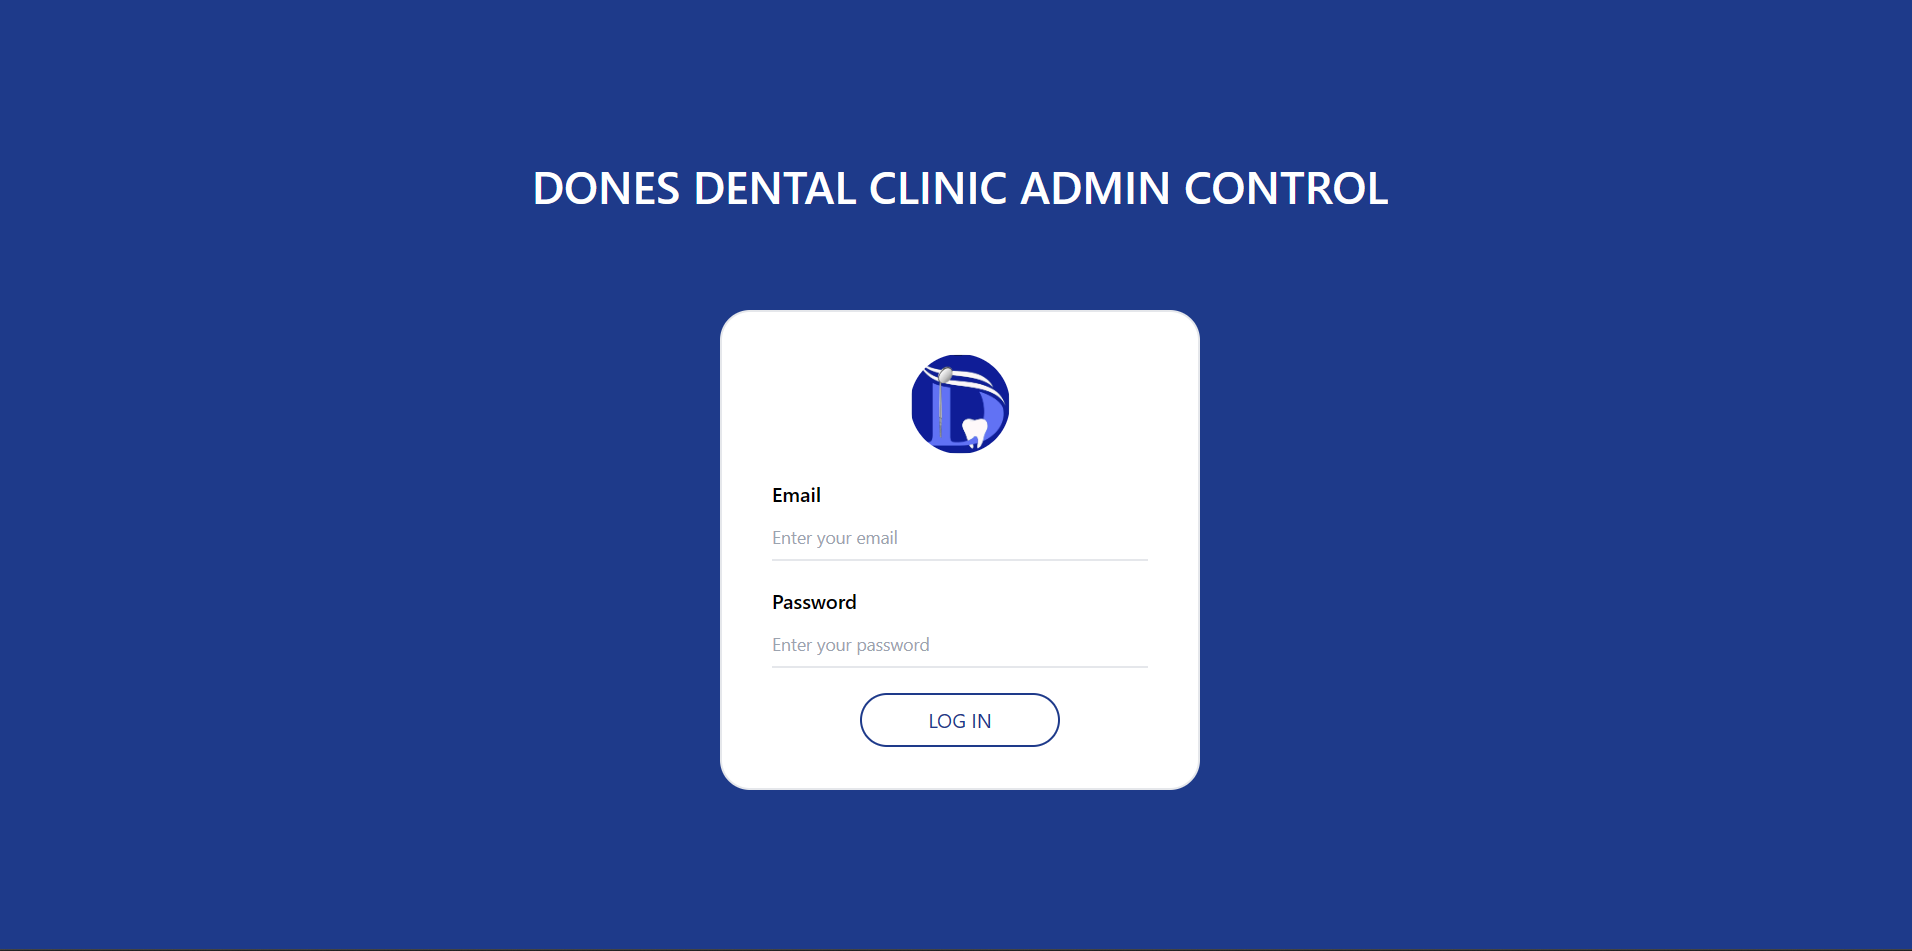 DONES DENTAL CLINIC ADMIN CONTROL
Email
Enter your email
Password
Enter your password
LOG IN